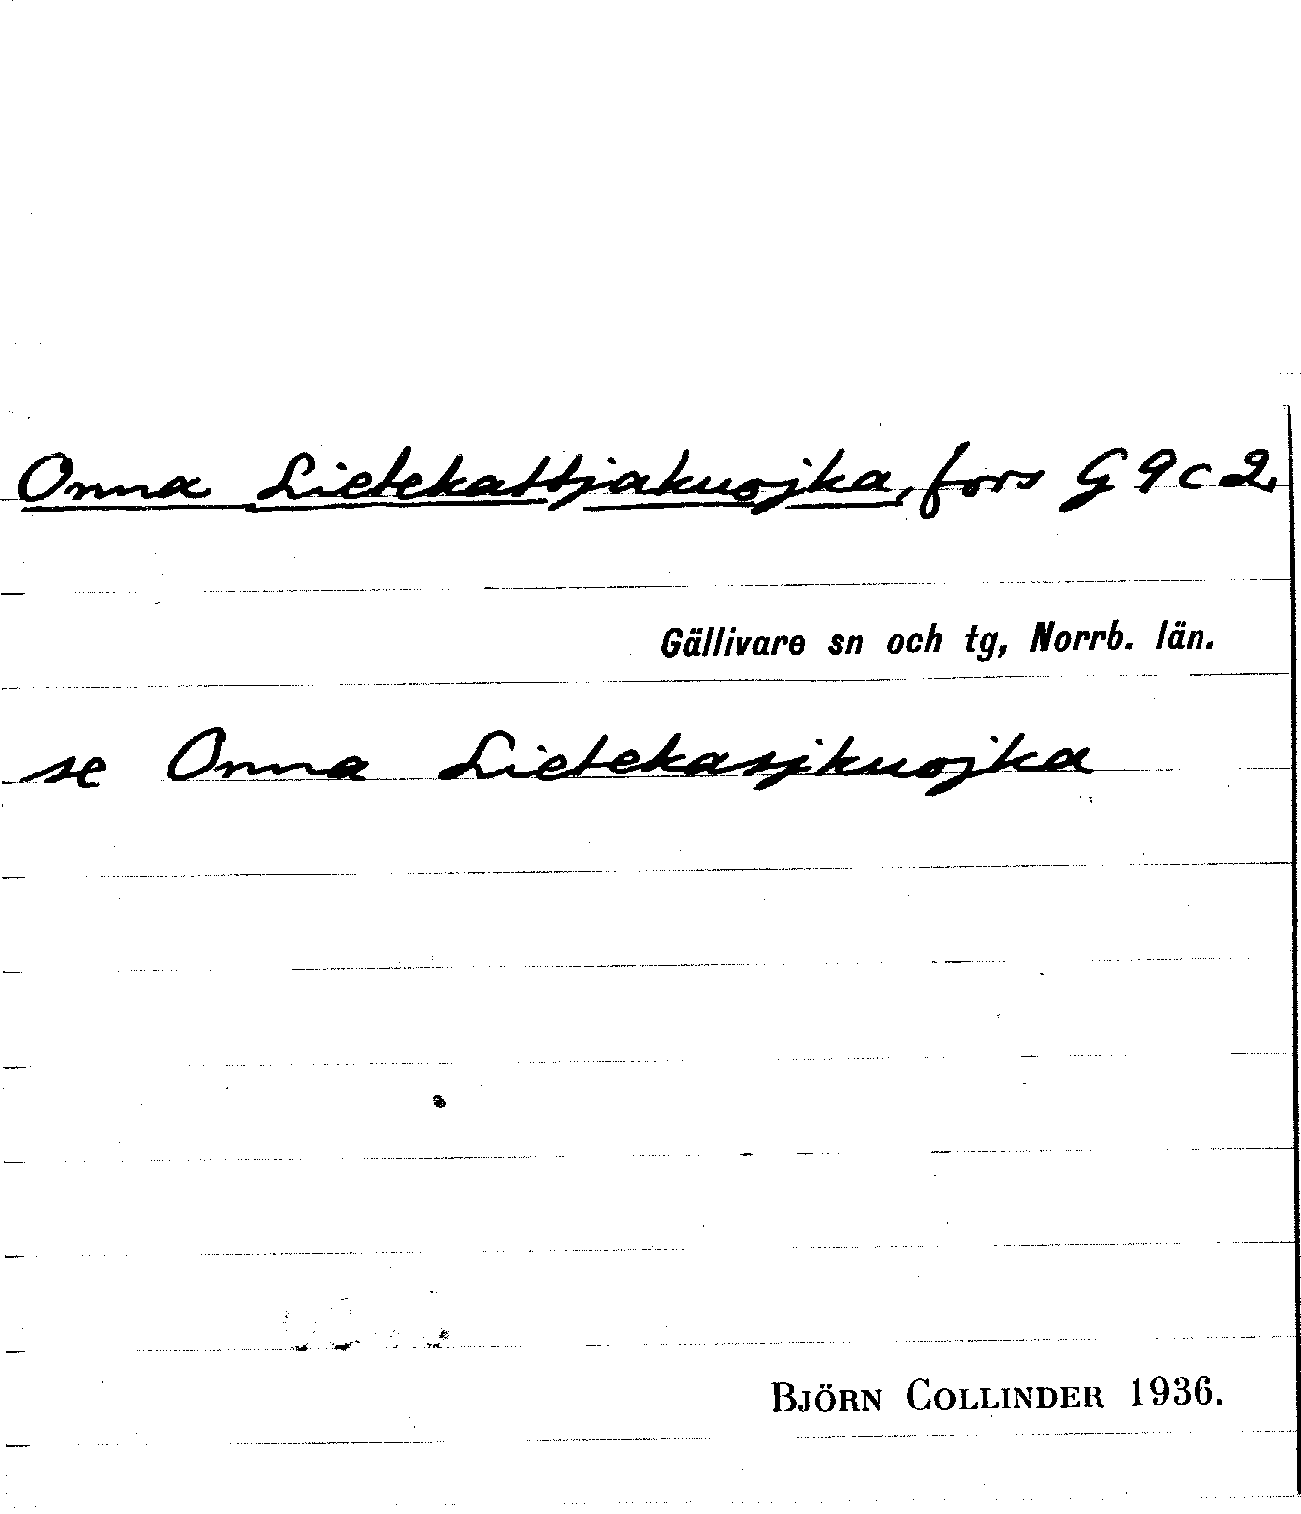 Onna Lietekattjakuojka, fors G 9 c 2.
Gällivare sn och tg, Norrb. län.
se Onna Lietekasjkuojka
BJÖRN COLLINDER 1936.